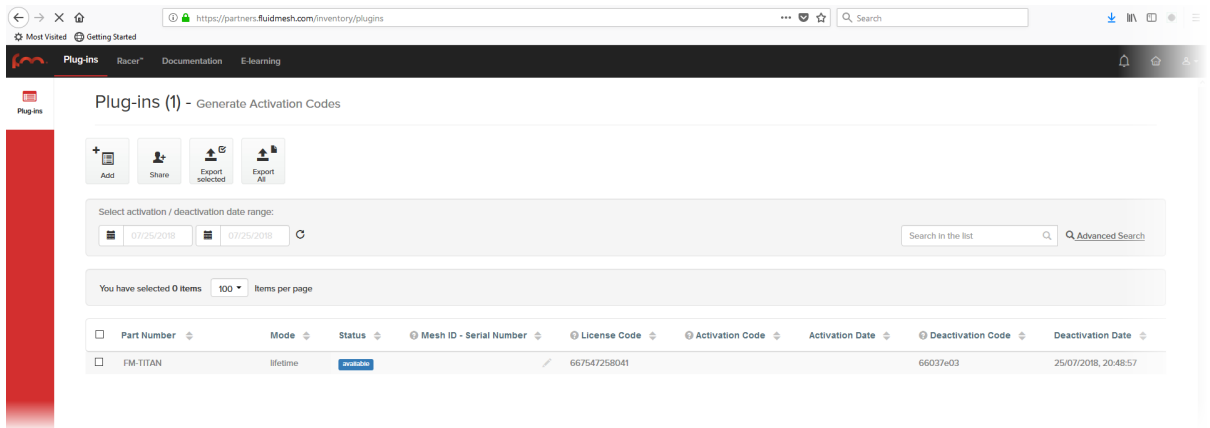 https://partners.fluidmesh.com/inventory/plugins
Search
Most Visited Getting Started
fm Plug-ins Racer™ Documentation E-learning
Plug-ins
Plug-ins (1) - Generate Activation Codes
Add Share Export selected Export All
Select activation / deactivation date range:
07/25/2018 07/25/2018 Search in the list Advanced Search
You have selected 0 items 100 Items per page
Part Number Mode Status Mesh ID - Serial Number License Code Activation Code Activation Date Deactivation Code Deactivation Date
FM-TITAN lifetime available 667547258041 66037e03 25/07/2018, 20:48:57